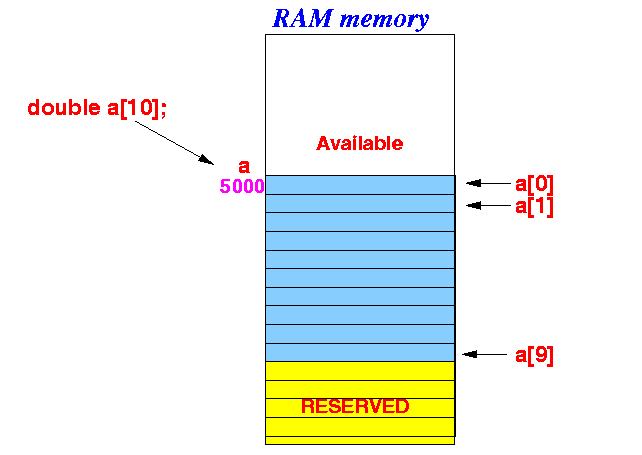 RAM memory
double a[10];
Available
a
5000
a[0]
a[1]
a[9]
RESERVED